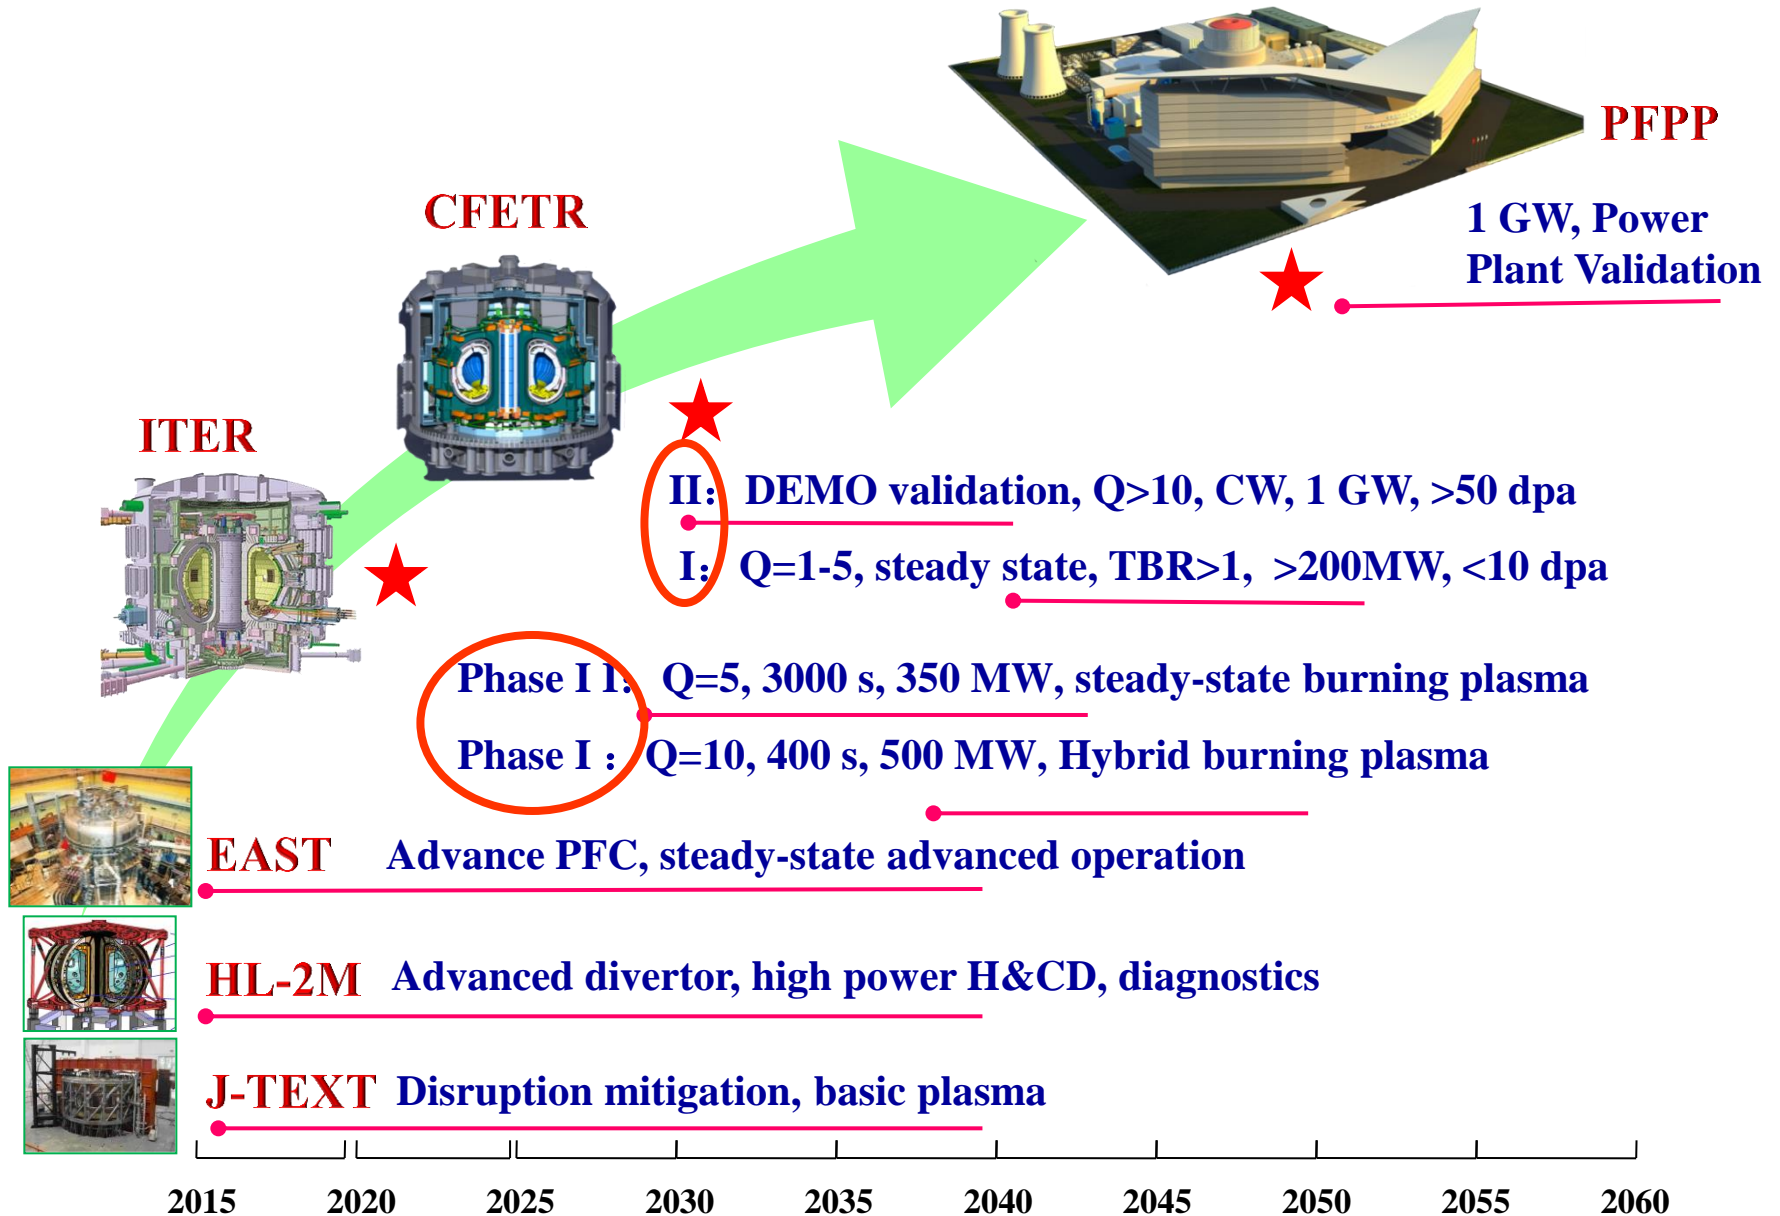 PFPP
1 GW, Power
Plant Validation
CFETR
ITER
II： DEMO validation, Q>10, CW, 1 GW, >50 dpa
I： Q=1-5, steady state, TBR>1, >200MW, <10 dpa
Phase I I： Q=5, 3000 s, 350 MW, steady-state burning plasma
Phase I ： Q=10, 400 s, 500 MW, Hybrid burning plasma
EAST Advance PFC, steady-state advanced operation
HL-2M Advanced divertor, high power H&CD, diagnostics
J-TEXT Disruption mitigation, basic plasma
2015 2020 2025 2030 2035 2040 2045 2050 2055 2060